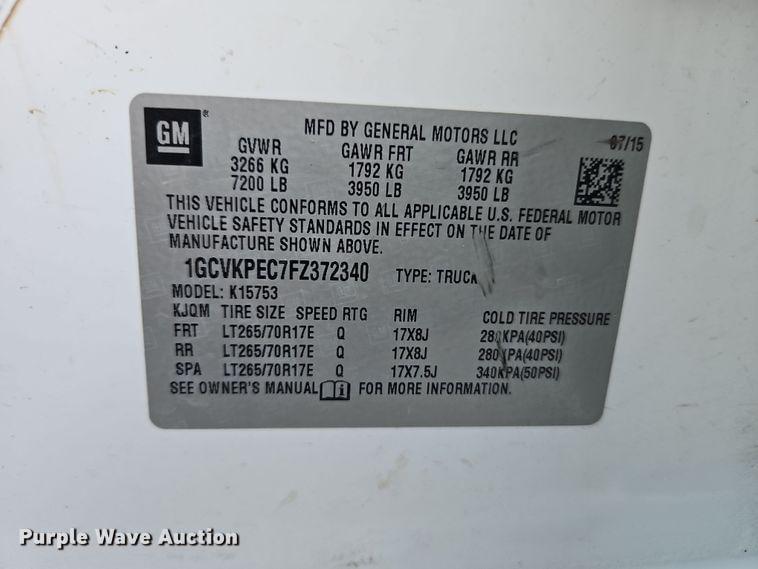 GM ®
MFD BY GENERAL MOTORS LLC
07/15
GVWR GAWR FRT GAWR RR
3266 KG 1792 KG 1792 KG
7200 LB 3950 LB 3950 LB
THIS VEHICLE CONFORMS TO ALL APPLICABLE U.S. FEDERAL MOTOR
VEHICLE SAFETY STANDARDS IN EFFECT ON THE DATE OF
MANUFACTURE SHOWN ABOVE.
1GCVKPEC7FZ372340 TYPE: TRUCK
MODEL: K15753
KJQM TIRE SIZE SPEED RTG RIM COLD TIRE PRESSURE
FRT LT265/70R17E Q 17X8J 280KPA(40PSI)
RR LT265/70R17E Q 17X8J 280KPA(40PSI)
SPA LT265/70R17E Q 17X7.5J 340KPA(50PSI)
SEE OWNER'S MANUAL FOR MORE INFORMATION.
Purple Wave Auction